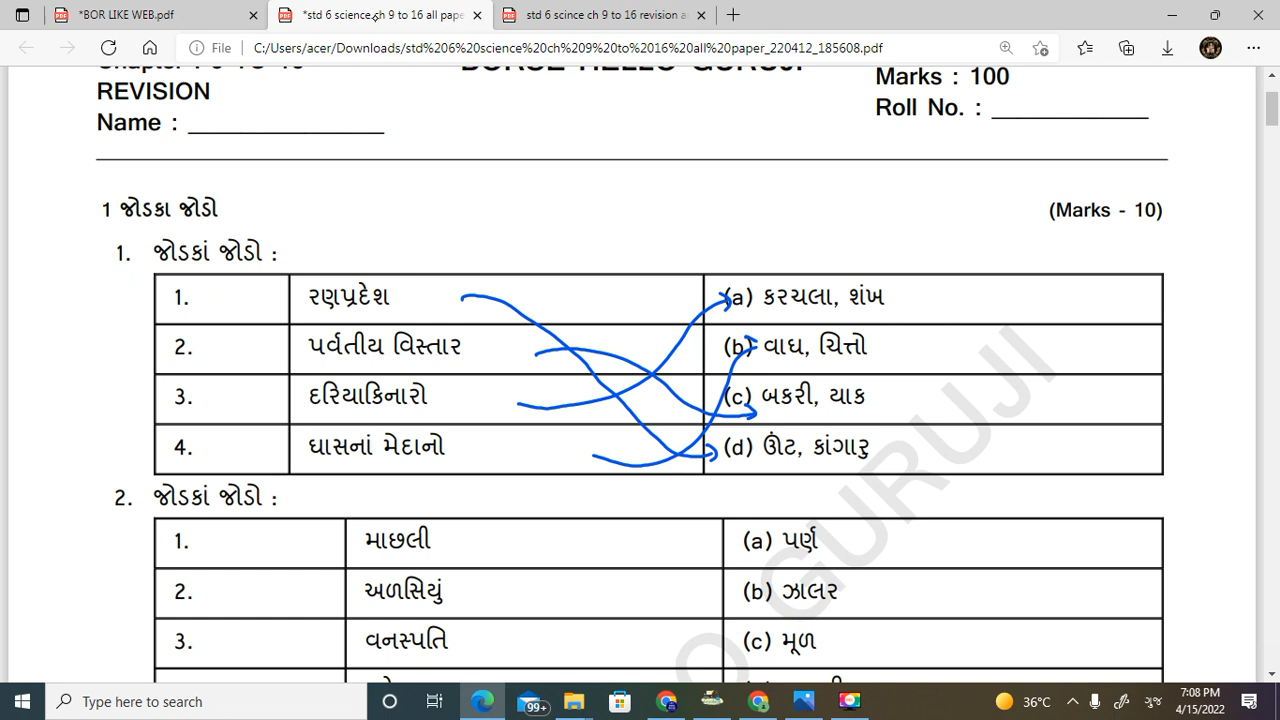 *BOR LIKE WEB.pdf
*std 6 science ch 9 to 16 all pape
std 6 scince ch 9 to 16 revision a
File
C:/Users/acer/Downloads/std%206%20science%20ch%209%20to%2016%20all%20paper_220412_185608.pdf
Marks : 100
REVISION
Roll No. :
Name :
1 જોડકા જોડો (Marks - 10)
1. જોડકાં જોડો :
1. રણપ્રદેશ (a) કરચલા, શંખ
2. પર્વતીય વિસ્તાર (b) વાઘ, ચિત્તો
3. દરિયાકિનારો (c) બકરી, યાક
4. ઘાસનાં મેદાનો (d) ઊંટ, કાંગારુ
2. જોડકાં જોડો :
1. માછલી (a) પર્ણ
2. અળસિયું (b) ઝાલર
3. વનસ્પતિ (c) મૂળ
O GURUJI
Type here to search
99+
36°C
7:08 PM
4/15/2022